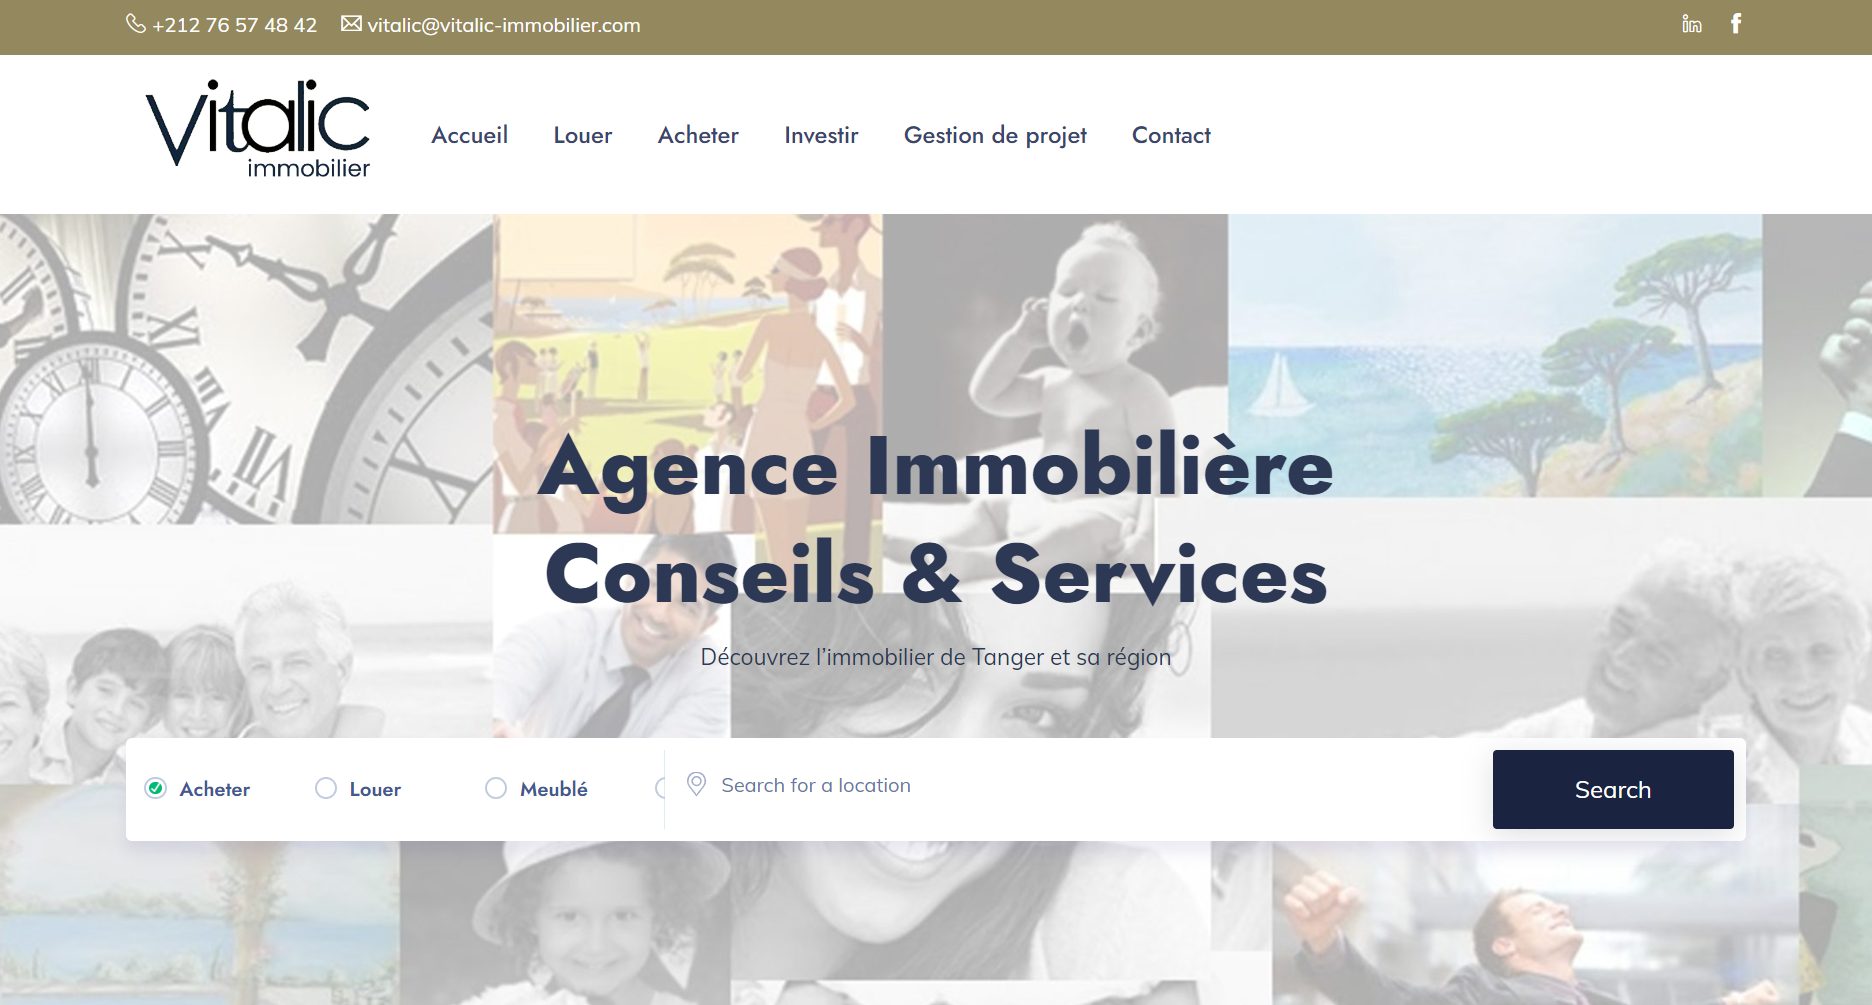 +212 76 57 48 42 vitalic@vitalic-immobilier.com
Vitalic
immobilier
Accueil Louer Acheter Investir Gestion de projet Contact
Agence Immobilière
Conseils & Services
Découvrez l’immobilier de Tanger et sa région
Acheter Louer Meublé Search for a location Search